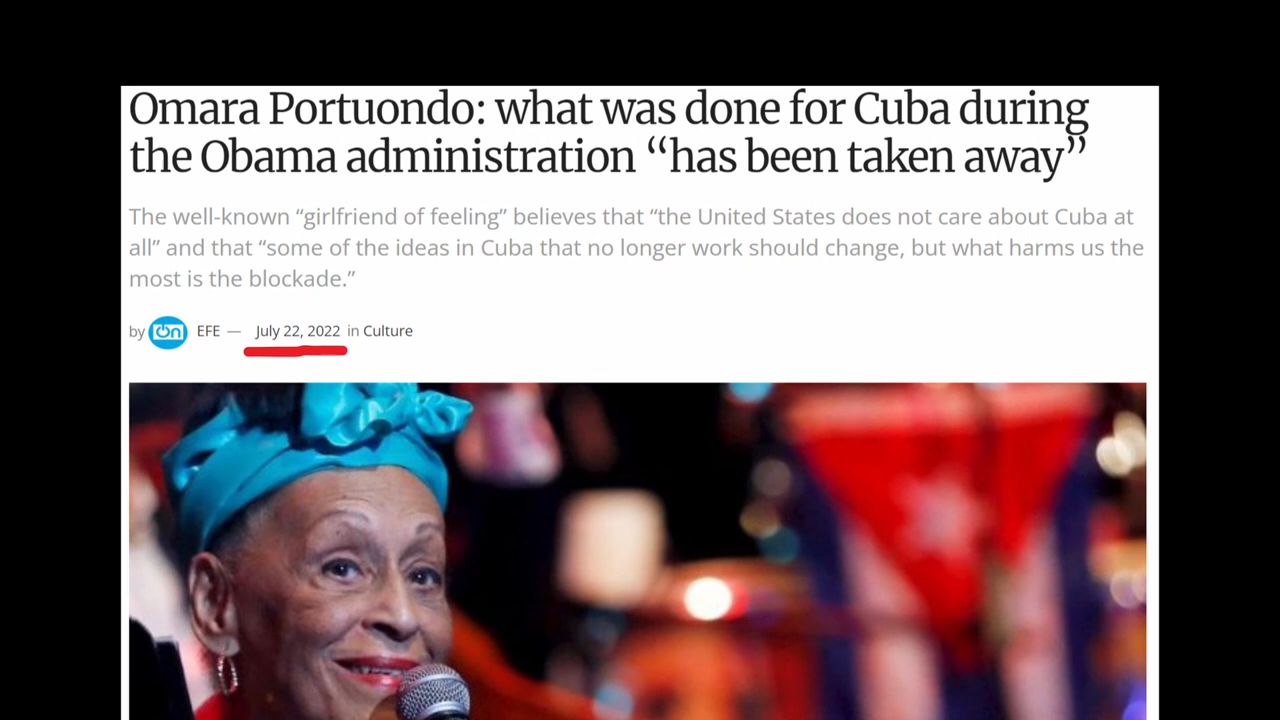 Omara Portuondo: what was done for Cuba during
the Obama administration “has been taken away”
The well-known “girlfriend of feeling” believes that “the United States does not care about Cuba at
all” and that “some of the ideas in Cuba that no longer work should change, but what harms us the
most is the blockade.”
by On EFE — July 22, 2022 in Culture